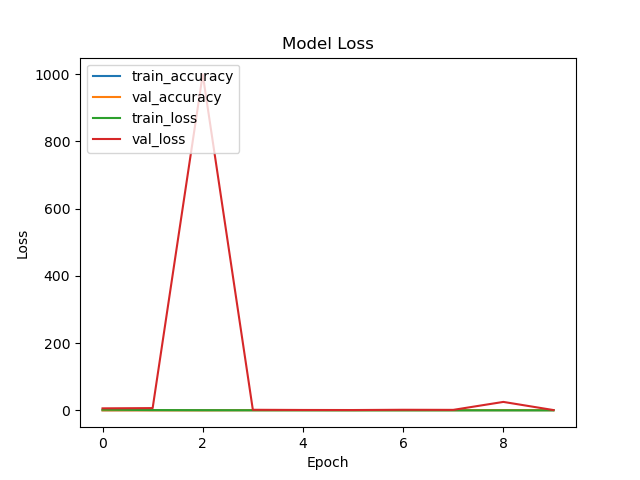 Model Loss
train_accuracy
val_accuracy
train_loss
val_loss
1000
800
600
400
200
0
Loss
0 2 4 6 8
Epoch